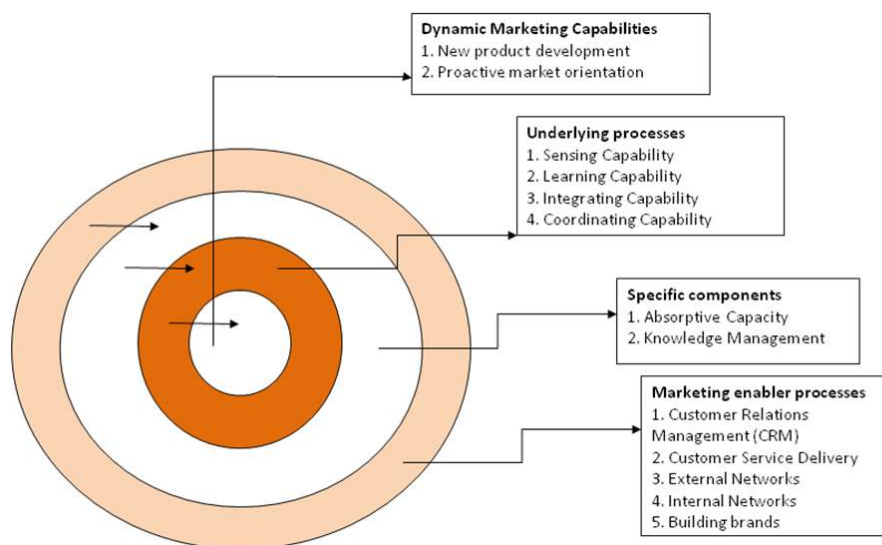 Dynamic Marketing Capabilities
1. New product development
2. Proactive market orientation
Underlying processes
1. Sensing Capability
2. Learning Capability
3. Integrating Capability
4. Coordinating Capability
Specific components
1. Absorptive Capacity
2. Knowledge Management
Marketing enabler processes
1. Customer Relations
Management (CRM)
2. Customer Service Delivery
3. External Networks
4. Internal Networks
5. Building brands